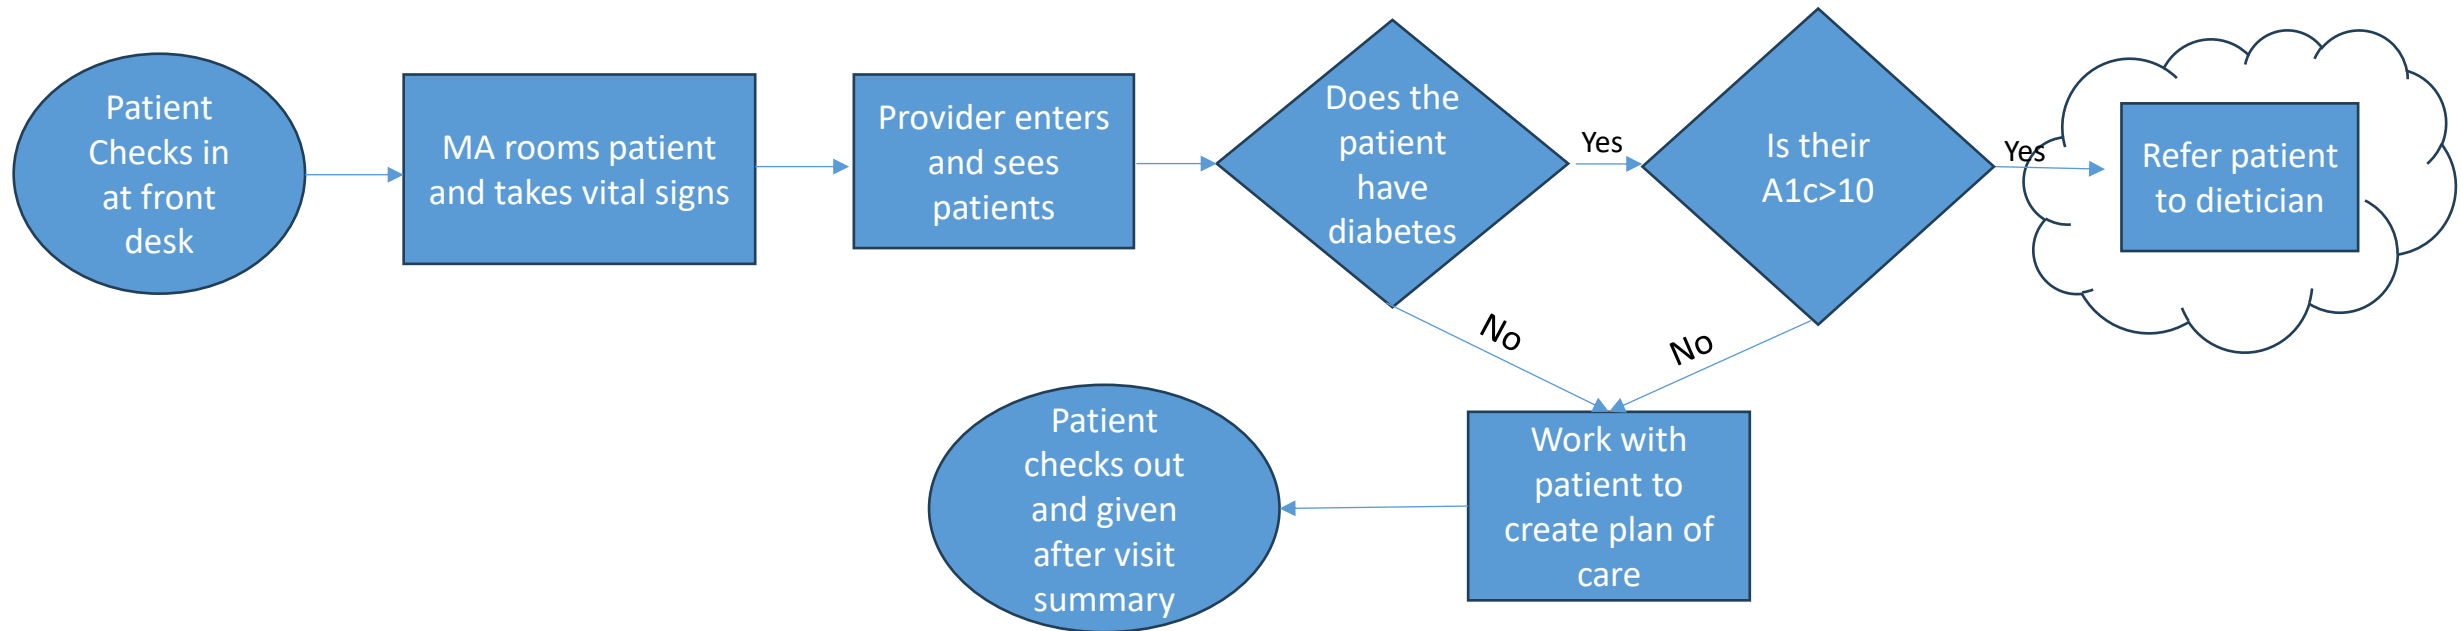 Patient
Checks in
at front
desk
MA rooms patient
and takes vital signs
Provider enters
and sees
patients
Does the
patient
have
diabetes
Yes
Is their
A1c>10
Yes
Refer patient
to dietician
No
No
Patient
checks out
and given
after visit
summary
Work with
patient to
create plan of
care